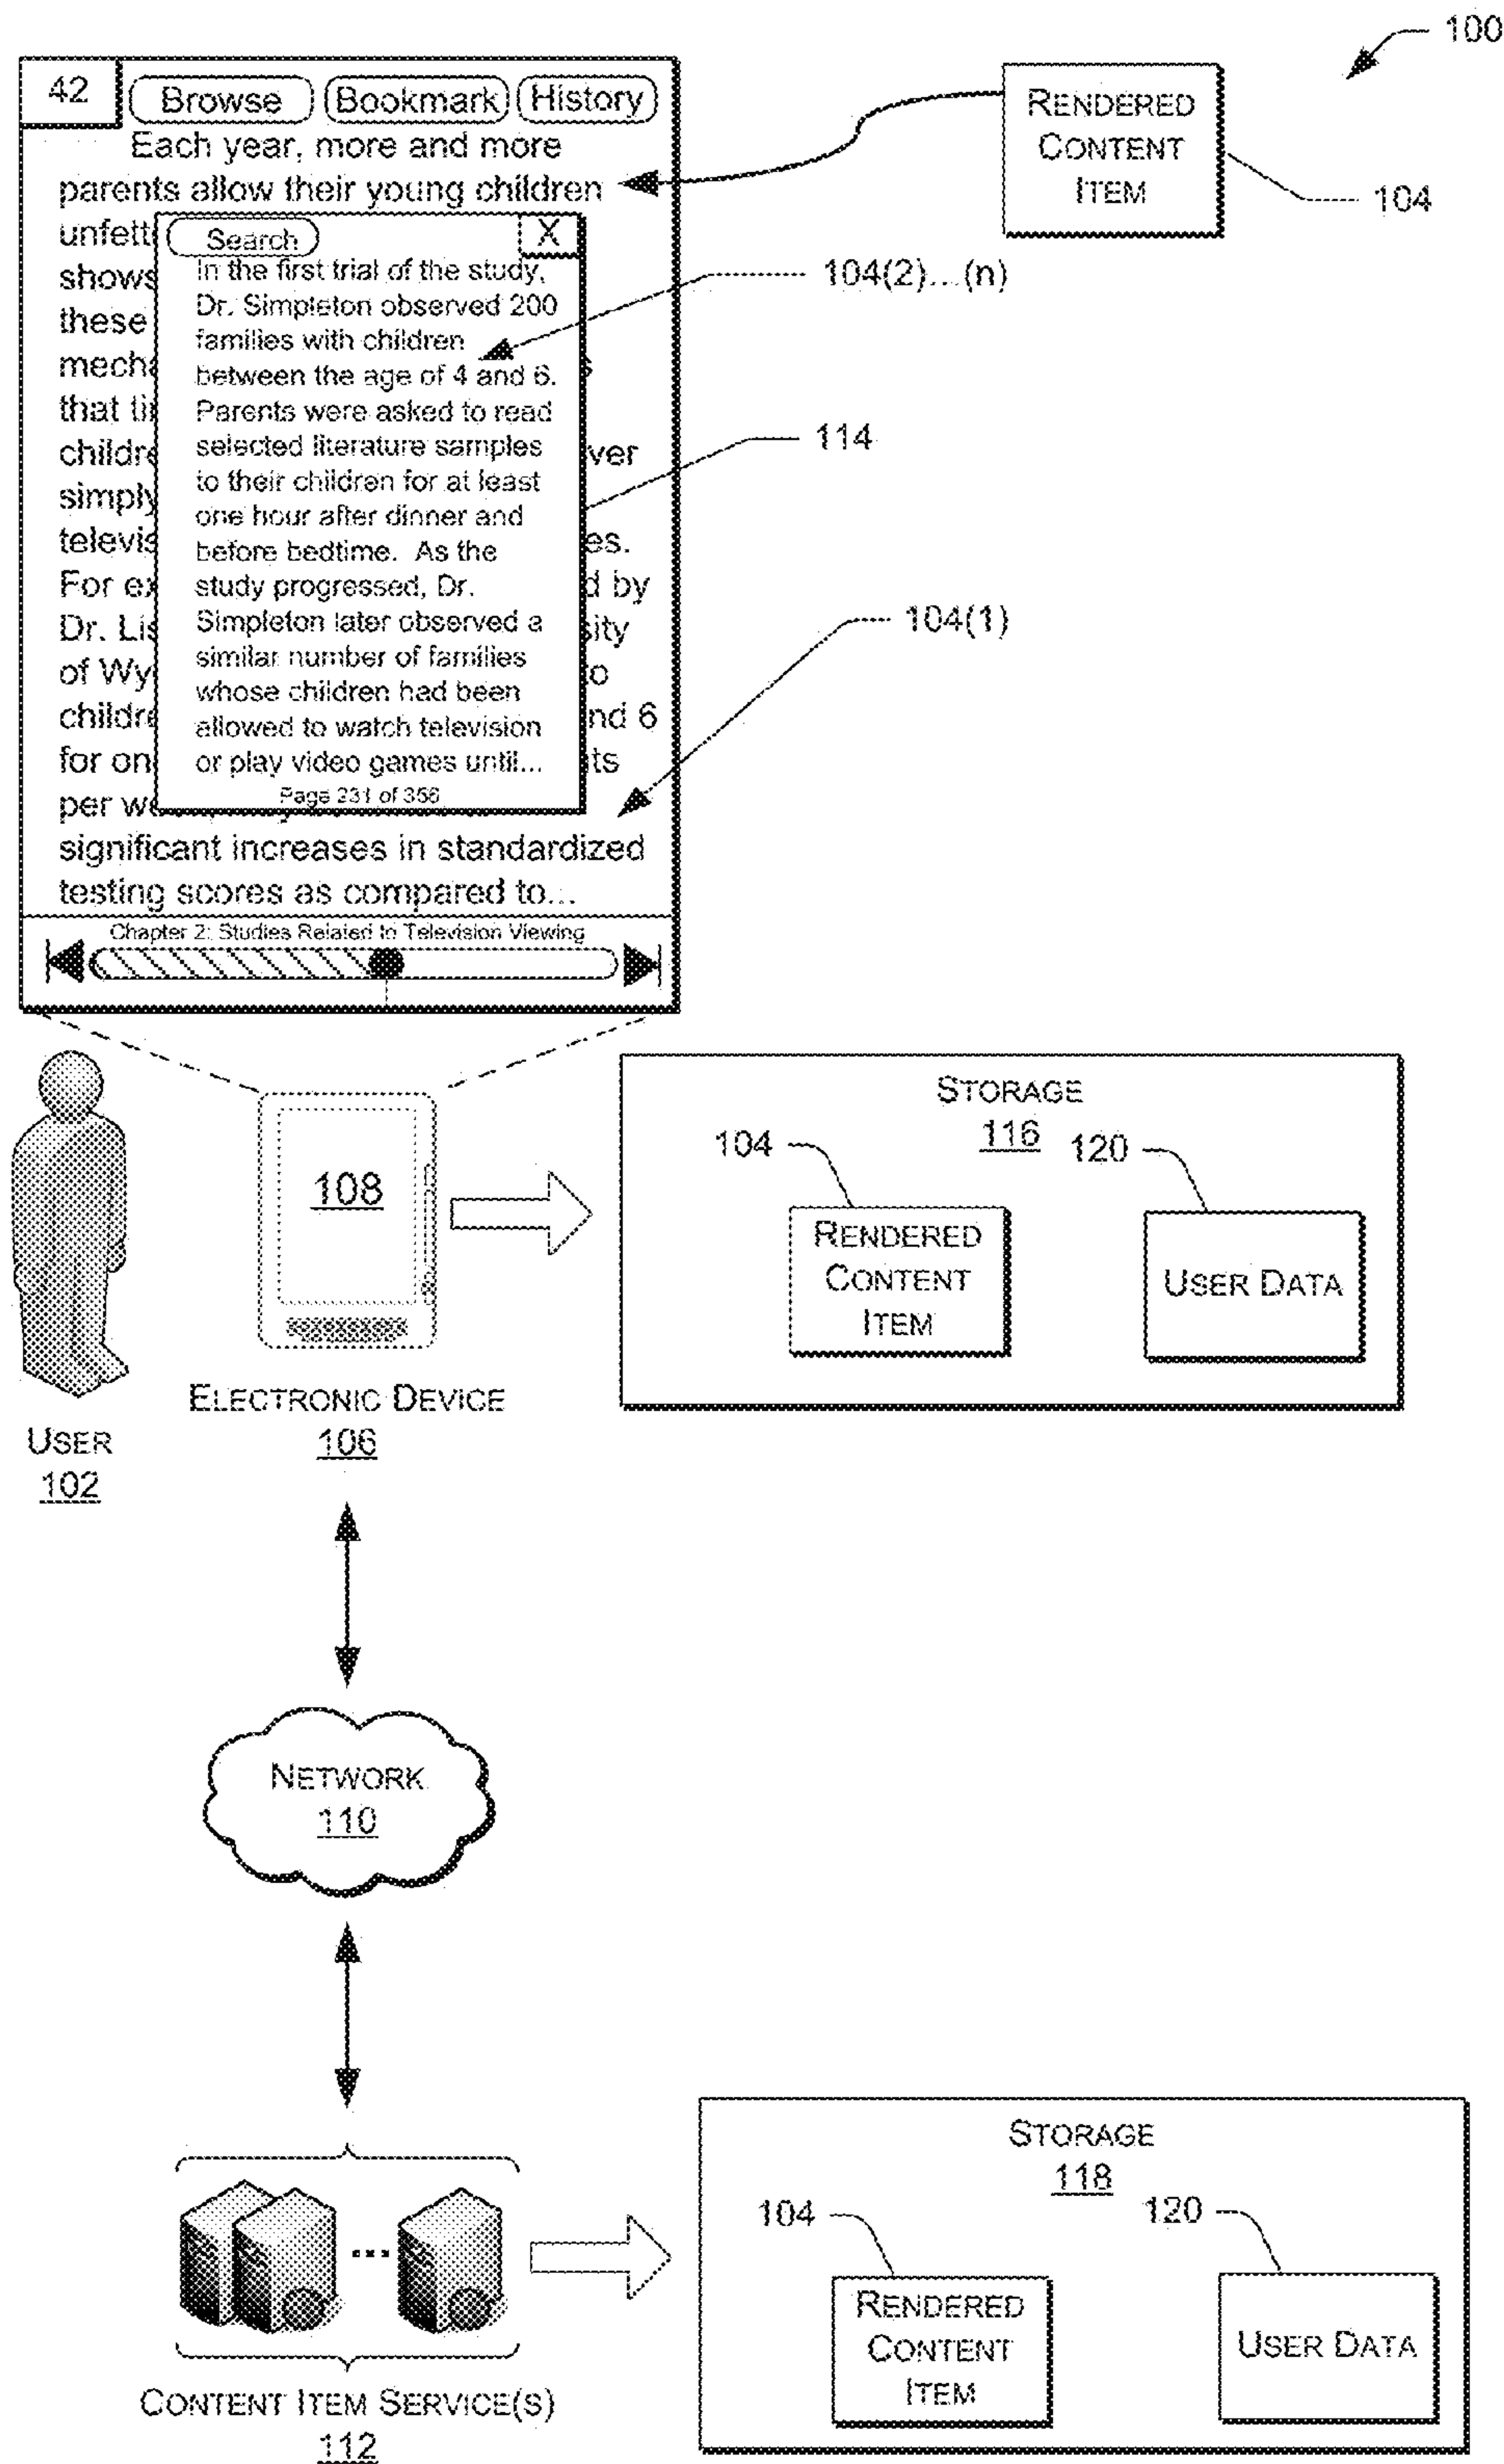 100
42
Browse
Bookmark
History
RENDERED
CONTENT
ITEM
104
Each year, more and more
parents allow their young children
unfett
shows
these
mecha
that li
childre ver
simply
televis es.
For ex d by
Dr. Lis sity
of Wy o
childre nd 6
for on ts
per we
significant increases in standardized
testing scores as compared to...
Search
X
In the first trial of the study,
Dr. Simpleton observed 200
families with children
between the age of 4 and 6.
Parents were asked to read
selected literature samples
to their children for at least
one hour after dinner and
before bedtime. As the
study progressed, Dr.
Simpleton later observed a
similar number of families
whose children had been
allowed to watch television
or play video games until...
Page 231 of 356
104(2)...(n)
114
104(1)
Chapter 2: Studies Related to Television Viewing
STORAGE
116
104
120
RENDERED
CONTENT
ITEM
USER DATA
108
ELECTRONIC DEVICE
106
USER
102
NETWORK
110
STORAGE
118
104
120
RENDERED
CONTENT
ITEM
USER DATA
...
CONTENT ITEM SERVICE(S)
112